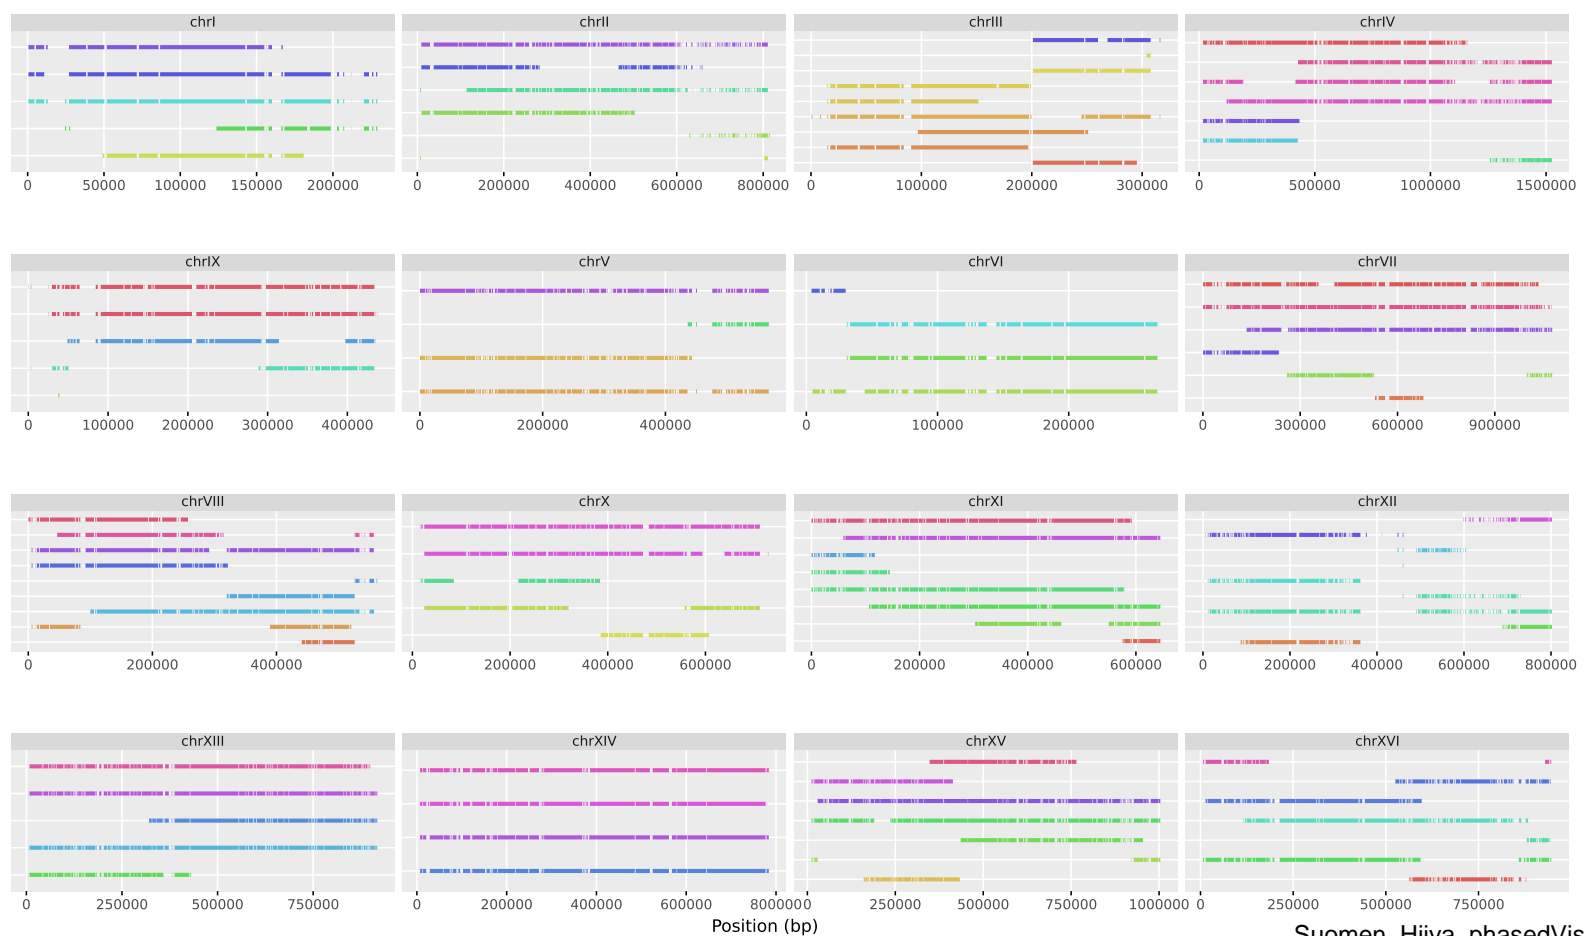 chrI chrII chrIII chrIV
0 50000 100000 150000 200000 0 200000 400000 600000 800000 0 100000 200000 300000 0 500000 1000000 1500000
chrIX chrV chrVI chrVII
0 100000 200000 300000 400000 0 200000 400000 0 100000 200000 0 300000 600000 900000
chrVIII chrX chrXI chrXII
0 200000 400000 0 200000 400000 600000 0 200000 400000 600000 0 200000 400000 600000 800000
chrXIII chrXIV chrXV chrXVI
0 250000 500000 750000 0 200000 400000 600000 800000 0 250000 500000 750000 1000000 0 250000 500000 750000
Position (bp)
Suomen_Hiiva_phasedVis